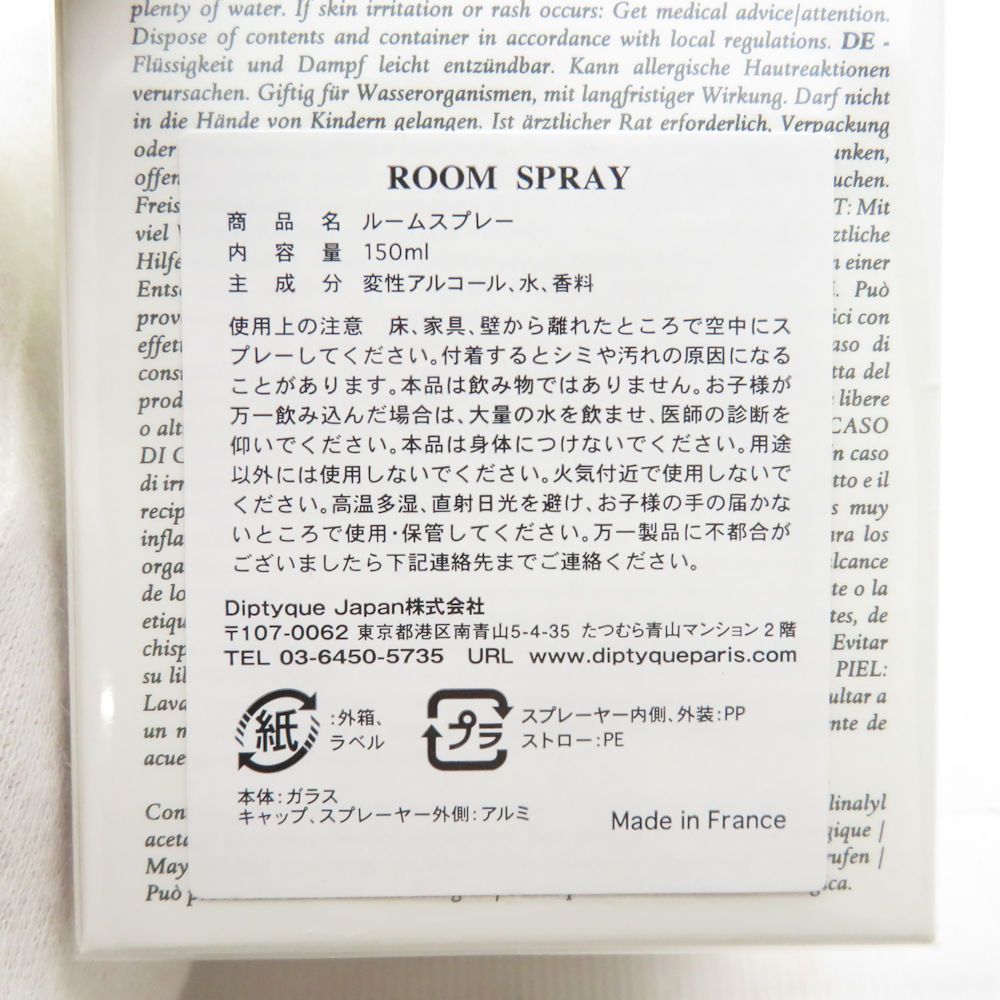 plenty of water. If skin irritation or rash occurs: Get medical advice|attention.
Dispose of contents and container in accordance with local regulations. DE -
Flüssigkeit und Dampf leicht entzündbar. Kann allergische Hautreaktionen
verursachen. Giftig für Wasserorganismen, mit langfristiger Wirkung. Darf nicht
in die Hände von Kindern gelangen. Ist ärztlicher Rat erforderlich, Verpackung
oder
ROOM SPRAY
商品名 ルームスプレー
内容量 150ml
主成分 変性アルコール、水、香料
使用上の注意 床、家具、壁から離れたところで空中にス
プレーしてください。付着するとシミや汚れの原因になる
ことがあります。本品は飲み物ではありません。お子様が
万一飲み込んだ場合は、大量の水を飲ませ、医師の診断を
仰いでください。本品は身体につけないでください。用途
以外には使用しないでください。火気付近で使用しないで
ください。高温多湿、直射日光を避け、お子様の手の届かな
いところで使用・保管してください。万一製品に不都合が
ございましたら下記連絡先までご連絡ください。
Diptyque Japan株式会社
〒107-0062 東京都港区南青山5-4-35 たつむら青山マンション2階
TEL 03-6450-5735 URL www.diptyqueparis.com
紙 :外箱、
ラベル
プラ スプレーヤー内側、外装:PP
ストロー:PE
本体:ガラス
キャップ、スプレーヤー外側:アルミ
Made in France